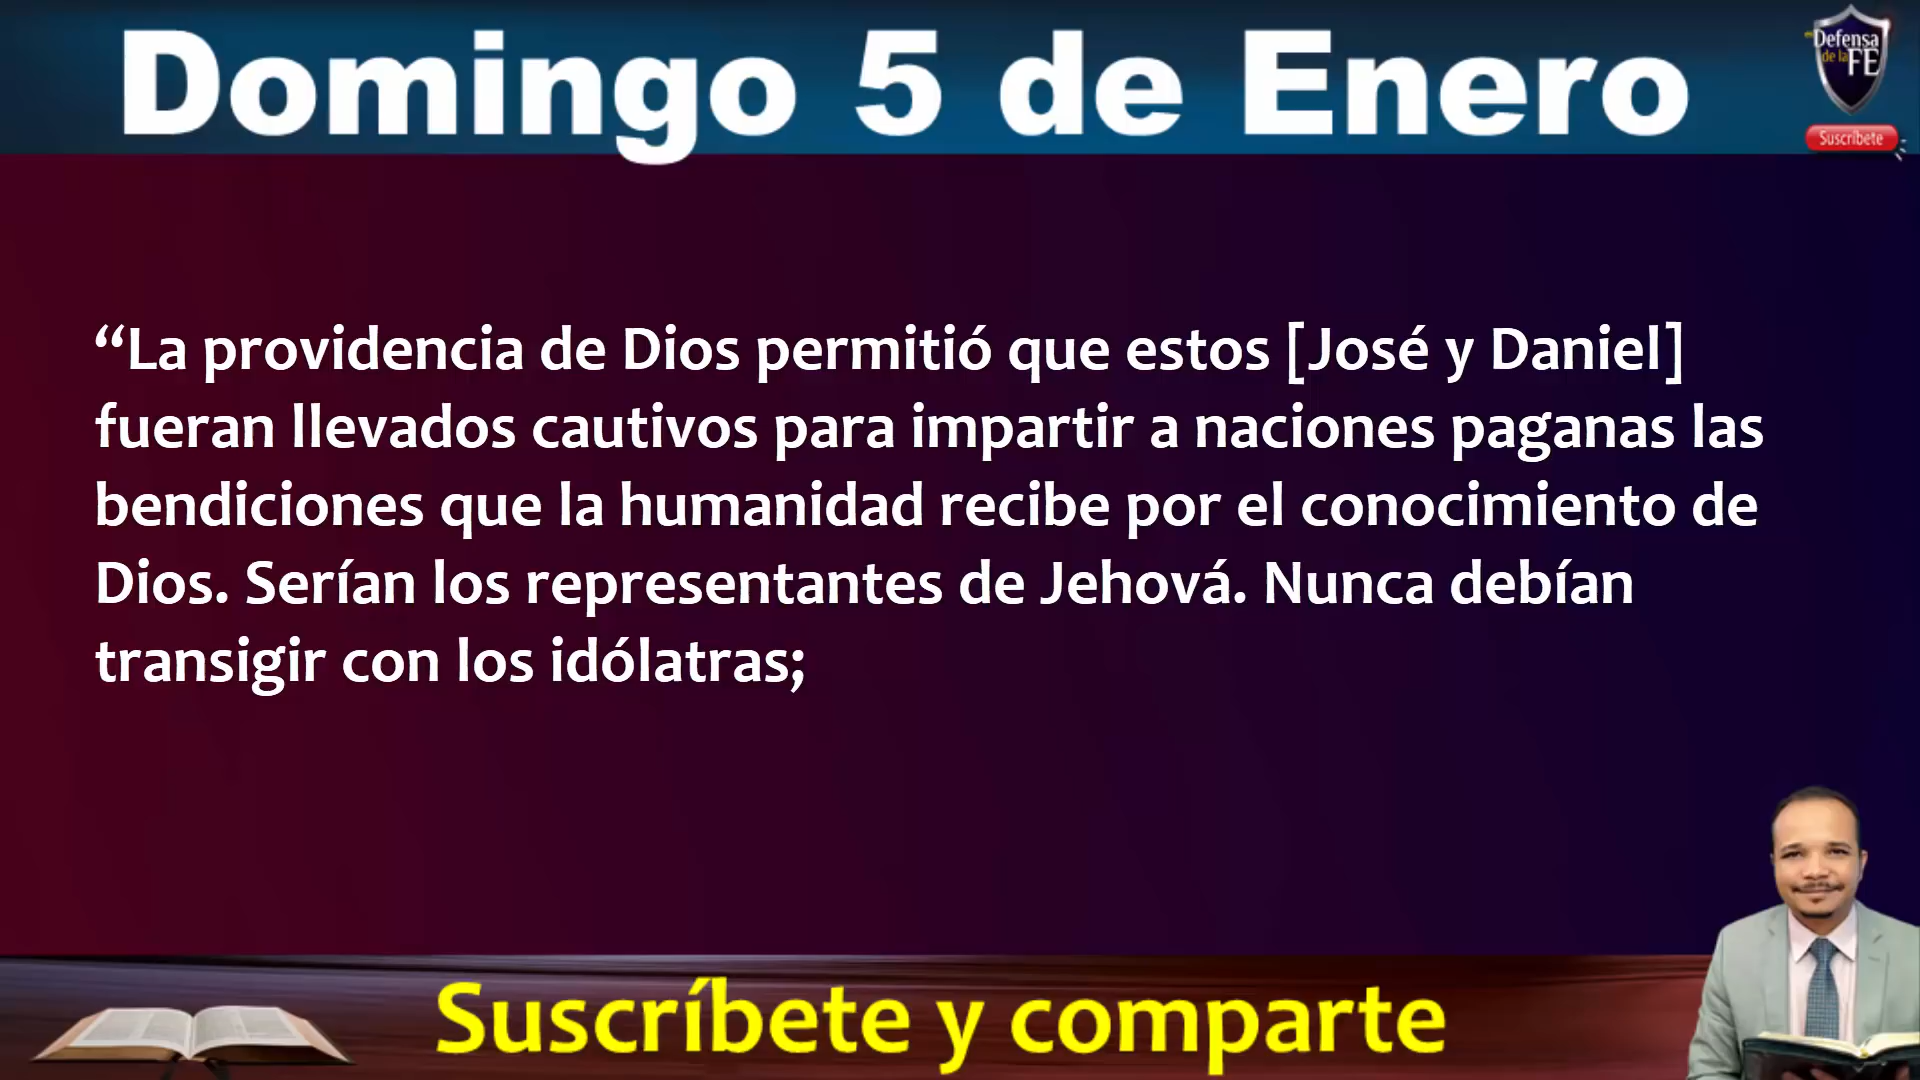 Domingo 5 de Enero
Defensa
de la FE
Suscríbete
“La providencia de Dios permitió que estos [José y Daniel]
fueran llevados cautivos para impartir a naciones paganas las
bendiciones que la humanidad recibe por el conocimiento de
Dios. Serían los representantes de Jehová. Nunca debían
transigir con los idólatras;
Suscríbete y comparte